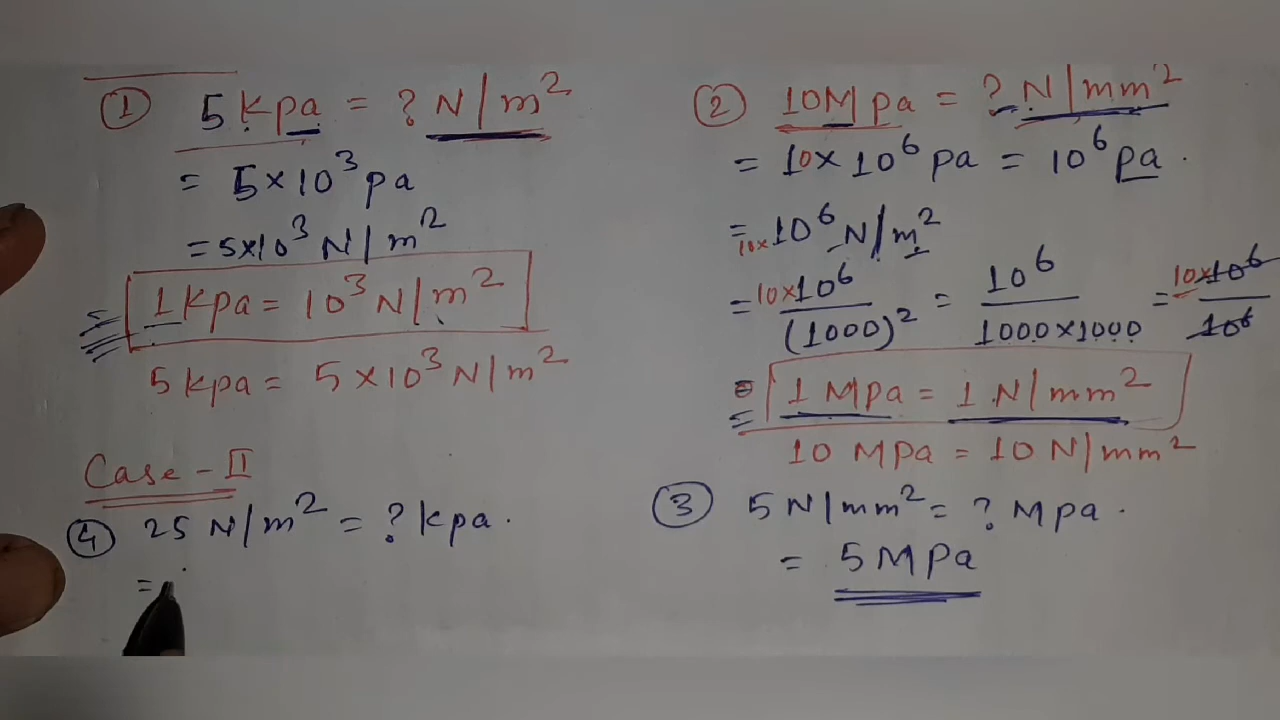 ① 5 kpa = ? N/m²
= 5×10³ pa
= 5×10³ N/m²
1 kpa = 10³ N/m²
5 kpa = 5×10³ N/m²
Case-II
④ 25 N/m² = ? kpa.
=
② 10 Mpa = ? N/mm²
= 10×10⁶ pa = 10⁶ pa.
= 10× 10⁶ N/m²
= 10×10⁶/(1000)² = 10⁶/1000×1000 = 10×10⁶/10⁶
= 1 MPa = 1 N/mm²
10 MPa = 10 N/mm²
③ 5 N/mm² = ? Mpa.
= 5 MPa